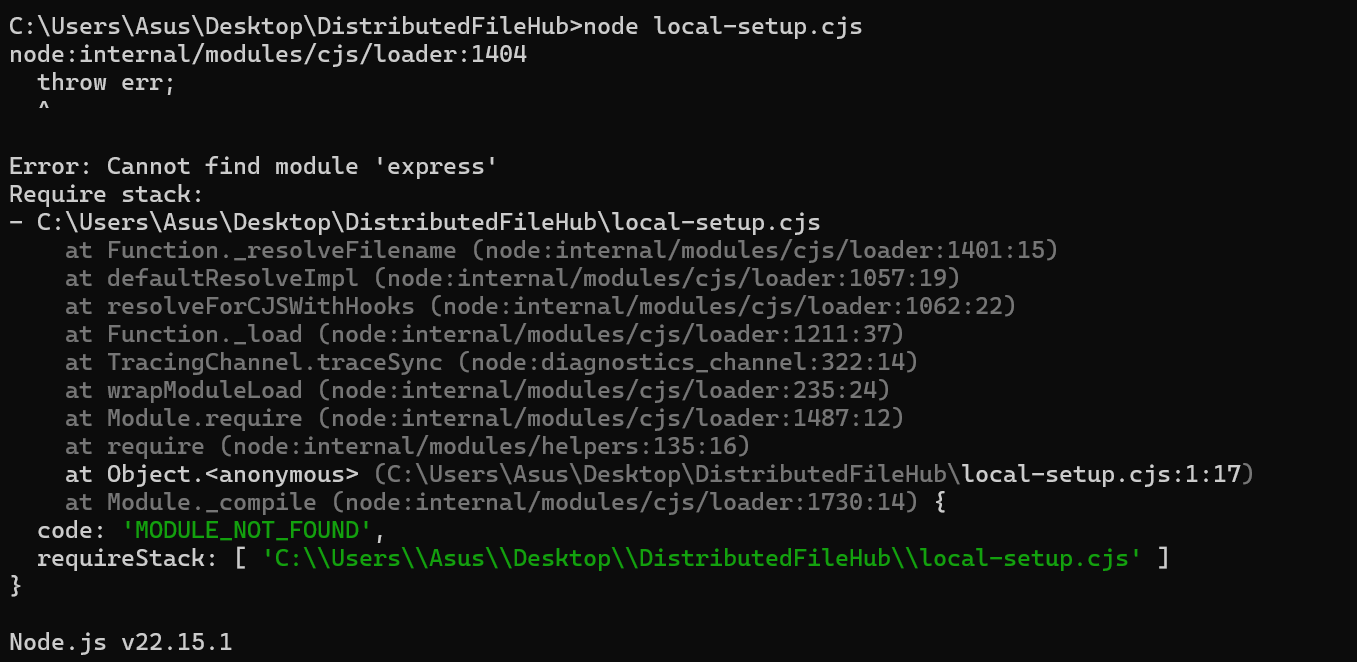 C:\Users\Asus\Desktop\DistributedFileHub>node local-setup.cjs
node:internal/modules/cjs/loader:1404
  throw err;
  ^

Error: Cannot find module 'express'
Require stack:
- C:\Users\Asus\Desktop\DistributedFileHub\local-setup.cjs
    at Function._resolveFilename (node:internal/modules/cjs/loader:1401:15)
    at defaultResolveImpl (node:internal/modules/cjs/loader:1057:19)
    at resolveForCJSWithHooks (node:internal/modules/cjs/loader:1062:22)
    at Function._load (node:internal/modules/cjs/loader:1211:37)
    at TracingChannel.traceSync (node:diagnostics_channel:322:14)
    at wrapModuleLoad (node:internal/modules/cjs/loader:235:24)
    at Module.require (node:internal/modules/cjs/loader:1487:12)
    at require (node:internal/modules/helpers:135:16)
    at Object.<anonymous> (C:\Users\Asus\Desktop\DistributedFileHub\local-setup.cjs:1:17)
    at Module._compile (node:internal/modules/cjs/loader:1730:14) {
  code: 'MODULE_NOT_FOUND',
  requireStack: [ 'C:\\Users\\Asus\\Desktop\\DistributedFileHub\\local-setup.cjs' ]
}

Node.js v22.15.1